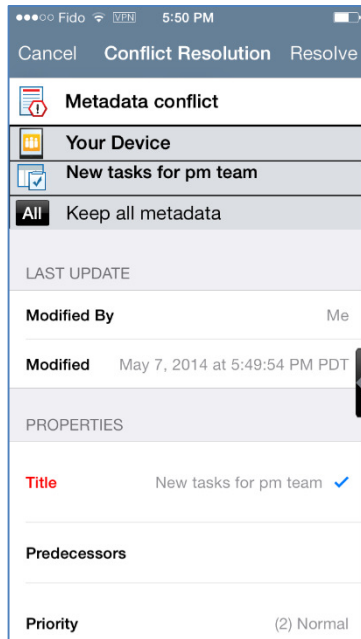 Fido VPN 5:50 PM
Cancel Conflict Resolution Resolve
Metadata conflict
Your Device
New tasks for pm team
All Keep all metadata
LAST UPDATE
Modified By Me
Modified May 7, 2014 at 5:49:54 PM PDT
PROPERTIES
Title New tasks for pm team
Predecessors
Priority (2) Normal